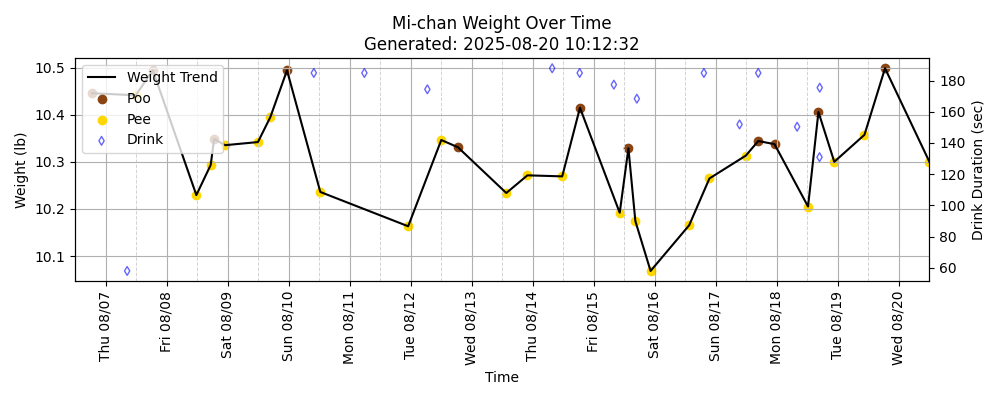 Mi-chan Weight Over Time
Generated: 2025-08-20 10:12:32
Weight (lb)
10.5
10.4
10.3
10.2
10.1
Weight Trend
Poo
Pee
Drink
180
160
140
120
100
80
60
Drink Duration (sec)
Thu 08/07
Fri 08/08
Sat 08/09
Sun 08/10
Mon 08/11
Tue 08/12
Wed 08/13
Thu 08/14
Fri 08/15
Sat 08/16
Sun 08/17
Mon 08/18
Tue 08/19
Wed 08/20
Time